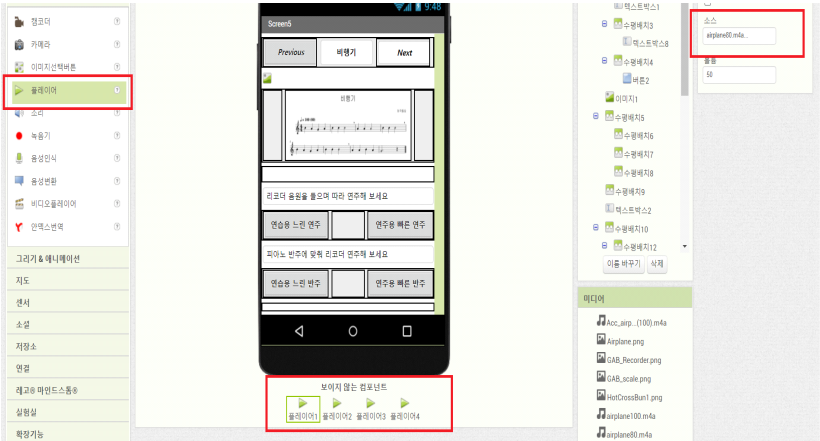 캠코더
카메라
이미지선택버튼
플레이어
소리
녹음기
음성인식
음성변환
비디오플레이어
얀덱스번역
그리기 & 애니메이션
지도
센서
소셜
저장소
연결
레고® 마인드스톰®
실험실
확장기능
9:48
Screen5
Previous
비행기
Next
비행기
리코더 음원을 들으며 따라 연주해 보세요
연습용 느린 연주
연주용 빠른 연주
피아노 반주에 맞춰 리코더 연주해 보세요
연습용 느린 반주
연주용 빠른 반주
보이지 않는 컴포넌트
플레이어1 플레이어2 플레이어3 플레이어4
텍스트박스1
수평배치3
텍스트박스8
수평배치4
버튼2
이미지1
수평배치5
수평배치6
수평배치7
수평배치8
수평배치9
텍스트박스2
수평배치10
수평배치12
이름 바꾸기 삭제
미디어
Acc_airp...(100).m4a
Airplane.png
GAB_Recorder.png
GAB_scale.png
HotCrossBun1.png
airplane100.m4a
airplane80.m4a
소스
airplane80.m4a...
볼륨
50